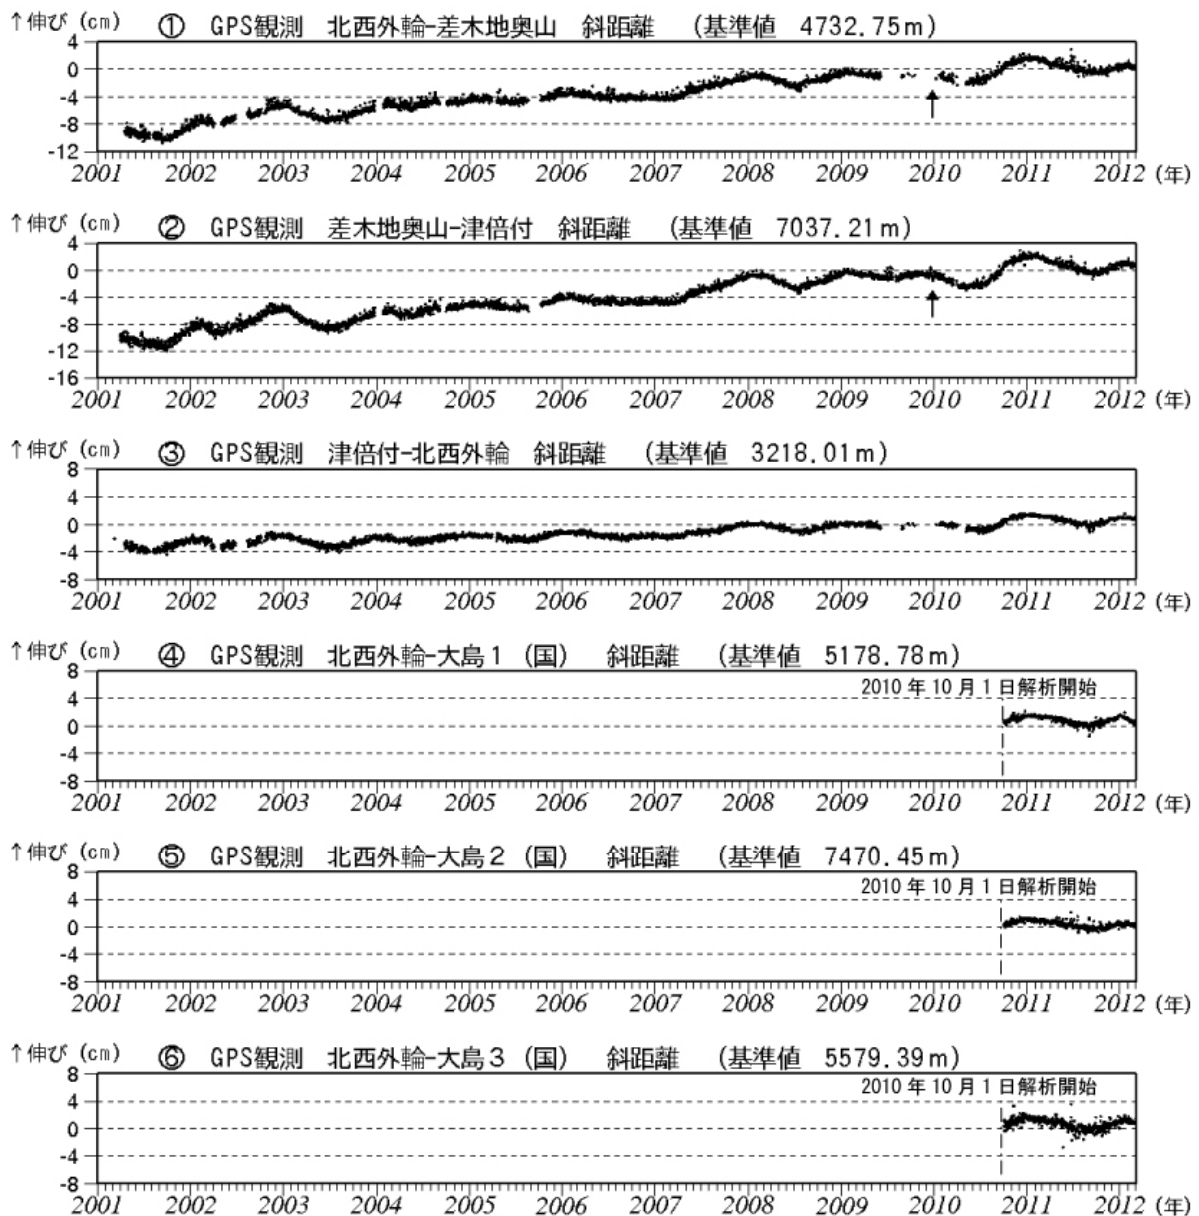 ↑伸び (cm) ① GPS観測 北西外輪-差木地奥山 斜距離 (基準値 4732.75m)
4
0
-4
-8
-12
2001 2002 2003 2004 2005 2006 2007 2008 2009 2010 2011 2012 (年)
↑伸び (cm) ② GPS観測 差木地奥山-津倍付 斜距離 (基準値 7037.21m)
4
0
-4
-8
-12
-16
2001 2002 2003 2004 2005 2006 2007 2008 2009 2010 2011 2012 (年)
↑伸び (cm) ③ GPS観測 津倍付-北西外輪 斜距離 (基準値 3218.01m)
8
4
0
-4
-8
2001 2002 2003 2004 2005 2006 2007 2008 2009 2010 2011 2012 (年)
↑伸び (cm) ④ GPS観測 北西外輪-大島1 (国) 斜距離 (基準値 5178.78m)
8
2010年10月1日解析開始
4
0
-4
-8
2001 2002 2003 2004 2005 2006 2007 2008 2009 2010 2011 2012 (年)
↑伸び (cm) ⑤ GPS観測 北西外輪-大島2 (国) 斜距離 (基準値 7470.45m)
8
2010年10月1日解析開始
4
0
-4
-8
2001 2002 2003 2004 2005 2006 2007 2008 2009 2010 2011 2012 (年)
↑伸び (cm) ⑥ GPS観測 北西外輪-大島3 (国) 斜距離 (基準値 5579.39m)
8
2010年10月1日解析開始
4
0
-4
-8
2001 2002 2003 2004 2005 2006 2007 2008 2009 2010 2011 2012 (年)